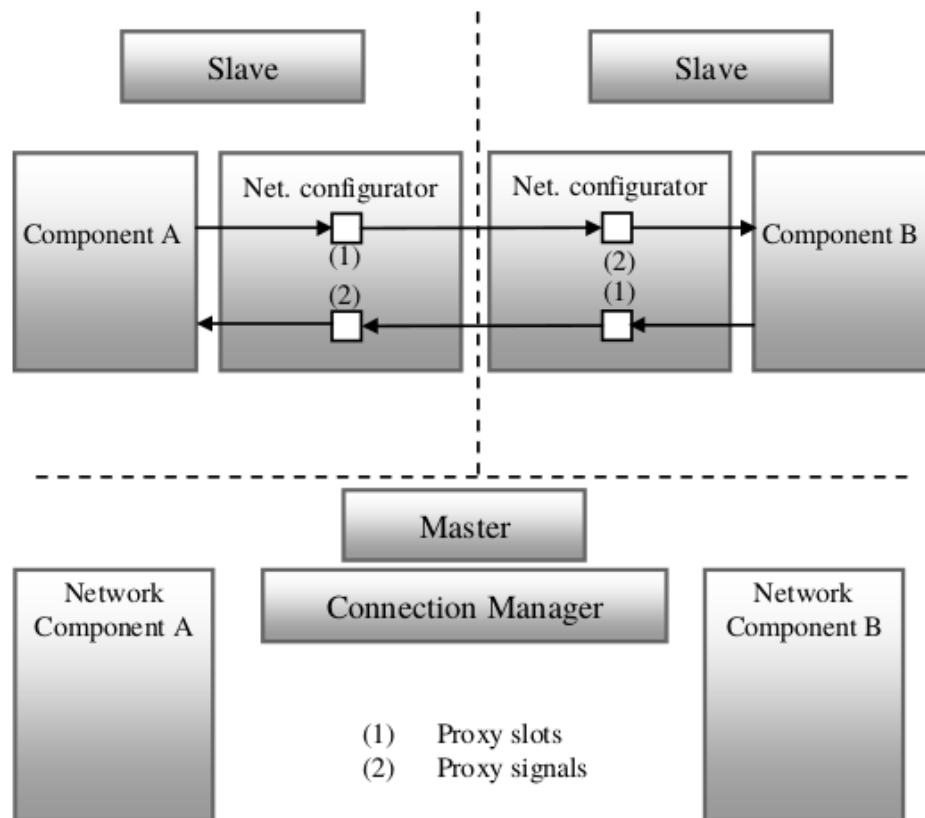 Slave
Slave
Net. configurator
Net. configurator
Component A
Component B
(1)
(2)
(2)
(1)
Master
Connection Manager
Network
Component A
Network
Component B
(1) Proxy slots
(2) Proxy signals